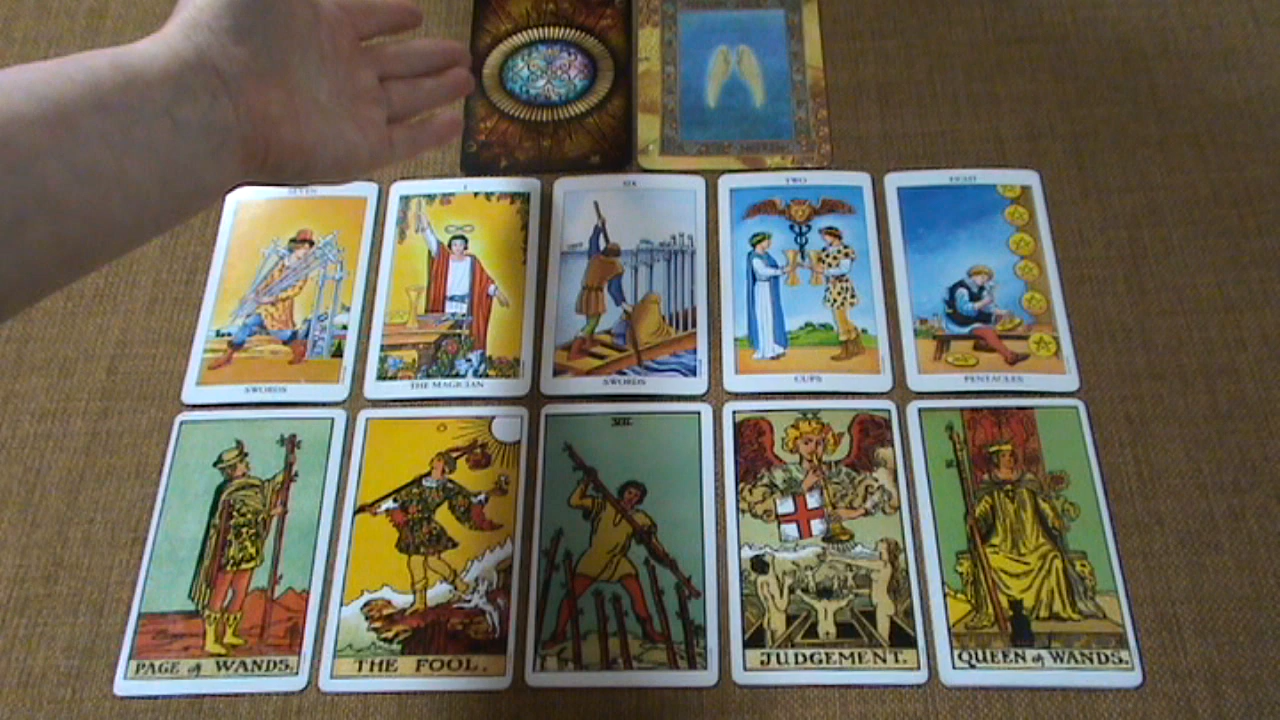 SEVEN
I
SIX
TWO
EIGHT
SWORDS
THE MAGICIAN
SWORDS
CUPS
PENTACLES
VII
PAGE of WANDS.
THE FOOL.
JUDGEMENT.
QUEEN of WANDS.